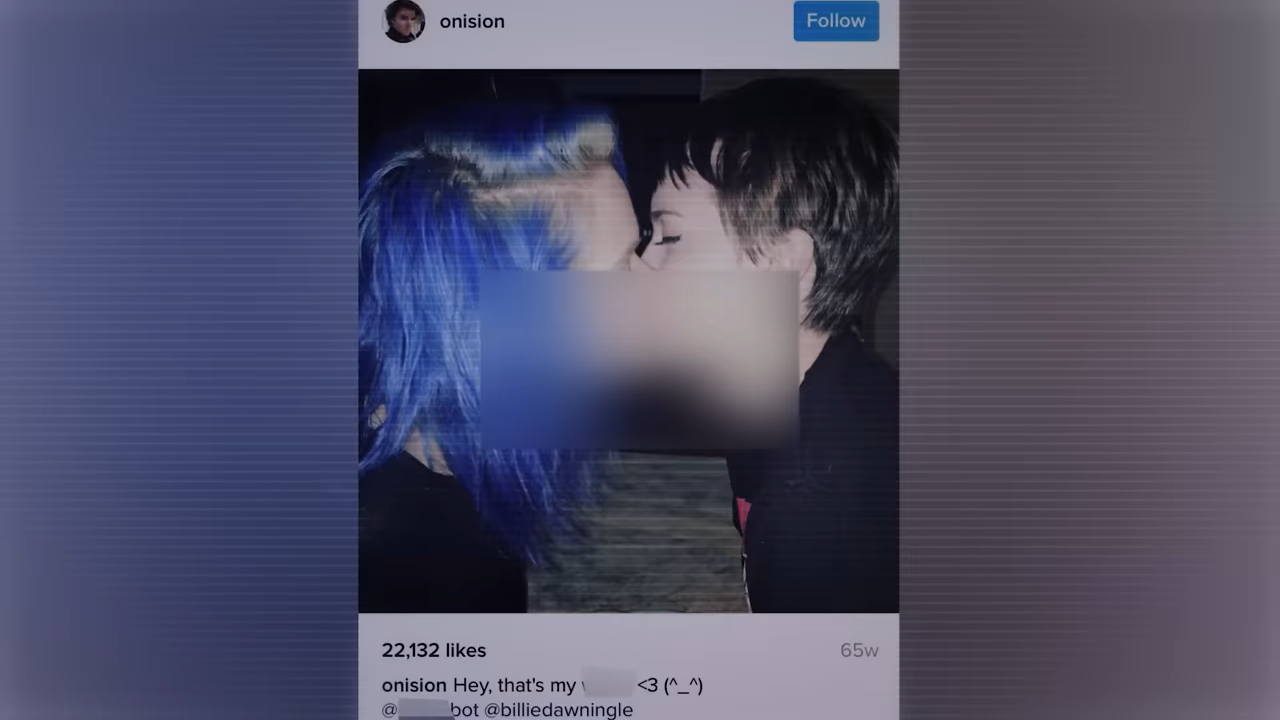 onision
Follow
22,132 likes
65w
onision Hey, that's my <3 (^_^)
@ bot @billiedawningle